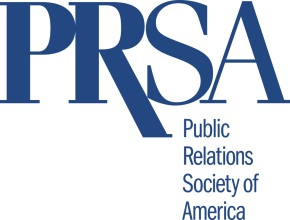 PRSA
Public
Relations
Society of
America